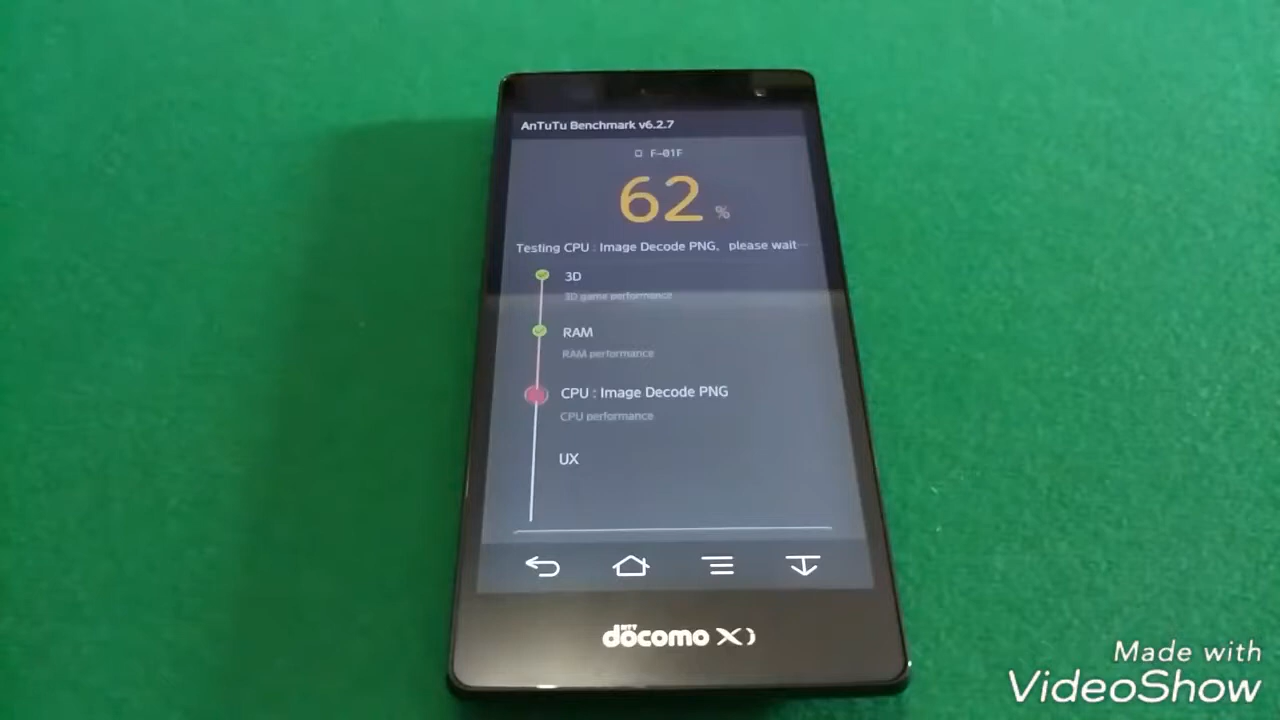 AnTuTu Benchmark v6.2.7
F-01F
62 %
Testing CPU : Image Decode PNG, please wait...
3D
3D game performance
RAM
RAM performance
CPU : Image Decode PNG
CPU performance
UX
NTT
docomo Xi
Made with
VideoShow